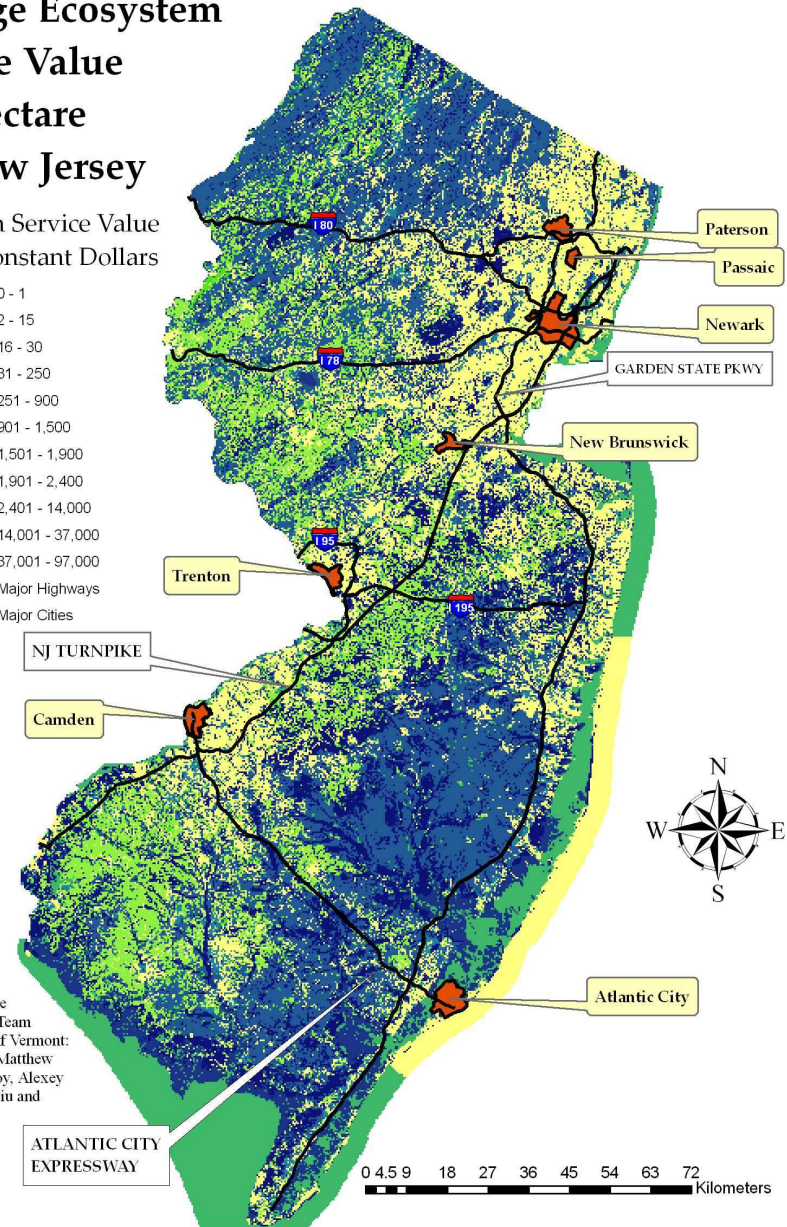 ge Ecosystem
e Value
ectare
w Jersey
n Service Value
onstant Dollars
0 - 1
2 - 15
16 - 30
31 - 250
251 - 900
901 - 1,500
1,501 - 1,900
1,901 - 2,400
2,401 - 14,000
14,001 - 37,000
37,001 - 97,000
Major Highways
Major Cities
I 80
Paterson
Passaic
Newark
I 78
GARDEN STATE PKWY
New Brunswick
I 95
Trenton
I 195
NJ TURNPIKE
Camden
N
W E
S
Atlantic City
e
Team
f Vermont:
Matthew
oy, Alexey
iu and
ATLANTIC CITY
EXPRESSWAY
0 4.5 9 18 27 36 45 54 63 72
Kilometers